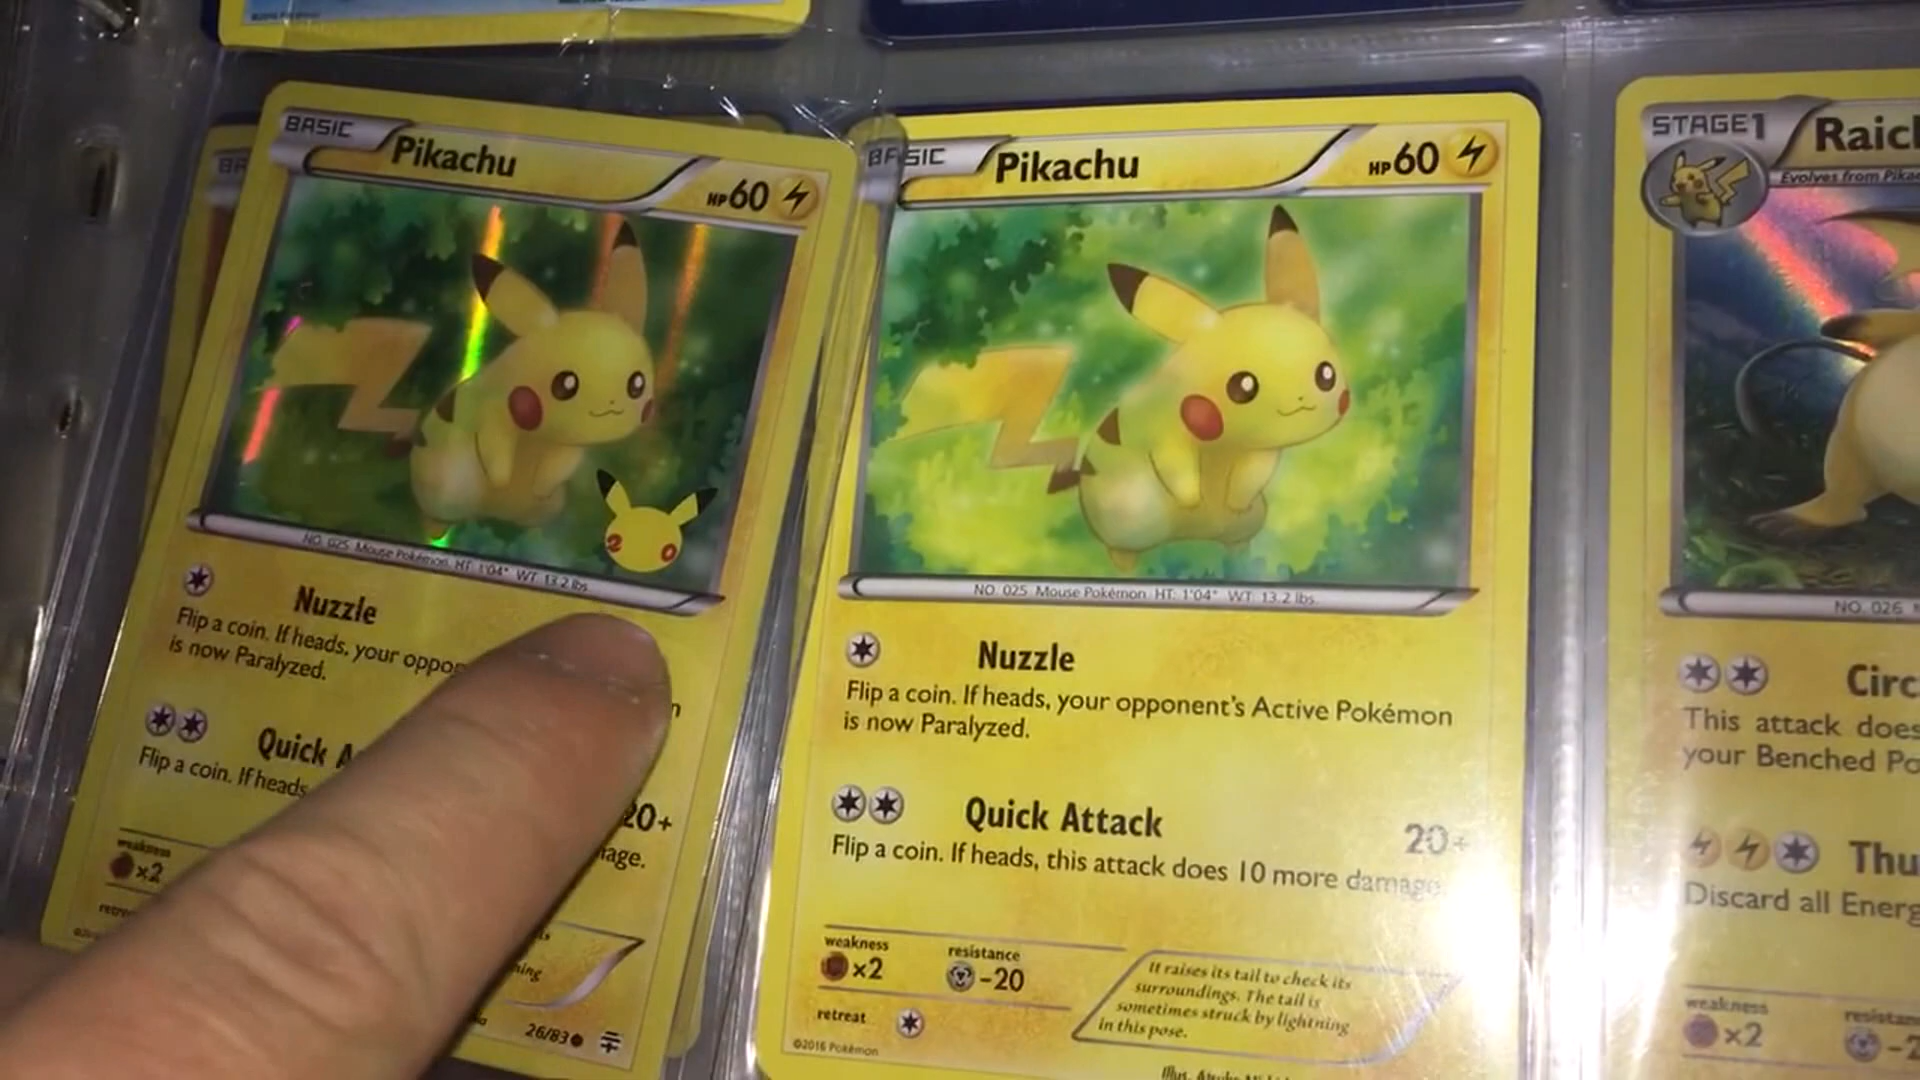 BASIC
Pikachu
HP60
20
NO. 025 Mouse Pokémon HT: 1'04" WT: 13.2 lbs.
Nuzzle
Flip a coin. If heads, your
is now Paralyzed.
Quick
Flip a coin. If heads
20+
weakness
×2
26/83
BASIC
Pikachu
HP60
NO. 025 Mouse Pokémon HT: 1'04" WT: 13.2 lbs.
Nuzzle
Flip a coin. If heads, your opponent's Active Pokémon
is now Paralyzed.
Quick Attack
20+
Flip a coin. If heads, this attack does 10 more damage.
weakness
×2
resistance
-20
retreat
It raises its tail to check its
surroundings. The tail is
sometimes struck by lightning
in this pose.
©2016 Pokémon
Illus.
STAGE1
Evolves from
NO. 026
This attack does
your Benched
Discard all
weakness
×2